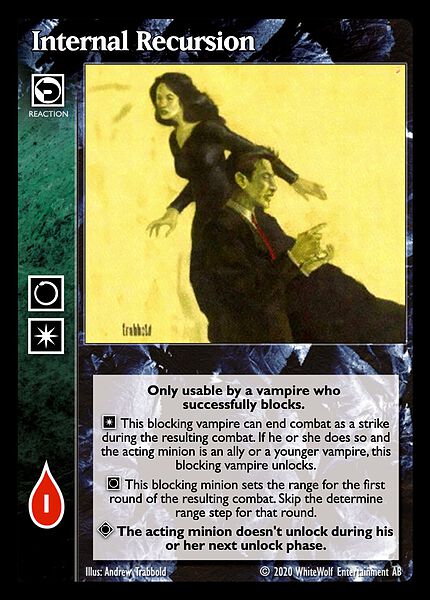 Internal Recursion
REACTION
trabbold
Only usable by a vampire who
successfully blocks.
This blocking vampire can end combat as a strike
during the resulting combat. If he or she does so and
the acting minion is an ally or a younger vampire, this
blocking vampire unlocks.
This blocking minion sets the range for the first
round of the resulting combat. Skip the determine
range step for that round.
The acting minion doesn't unlock during his
or her next unlock phase.
1
Illus: Andrew Trabbold
© 2020 WhiteWolf Entertainment AB